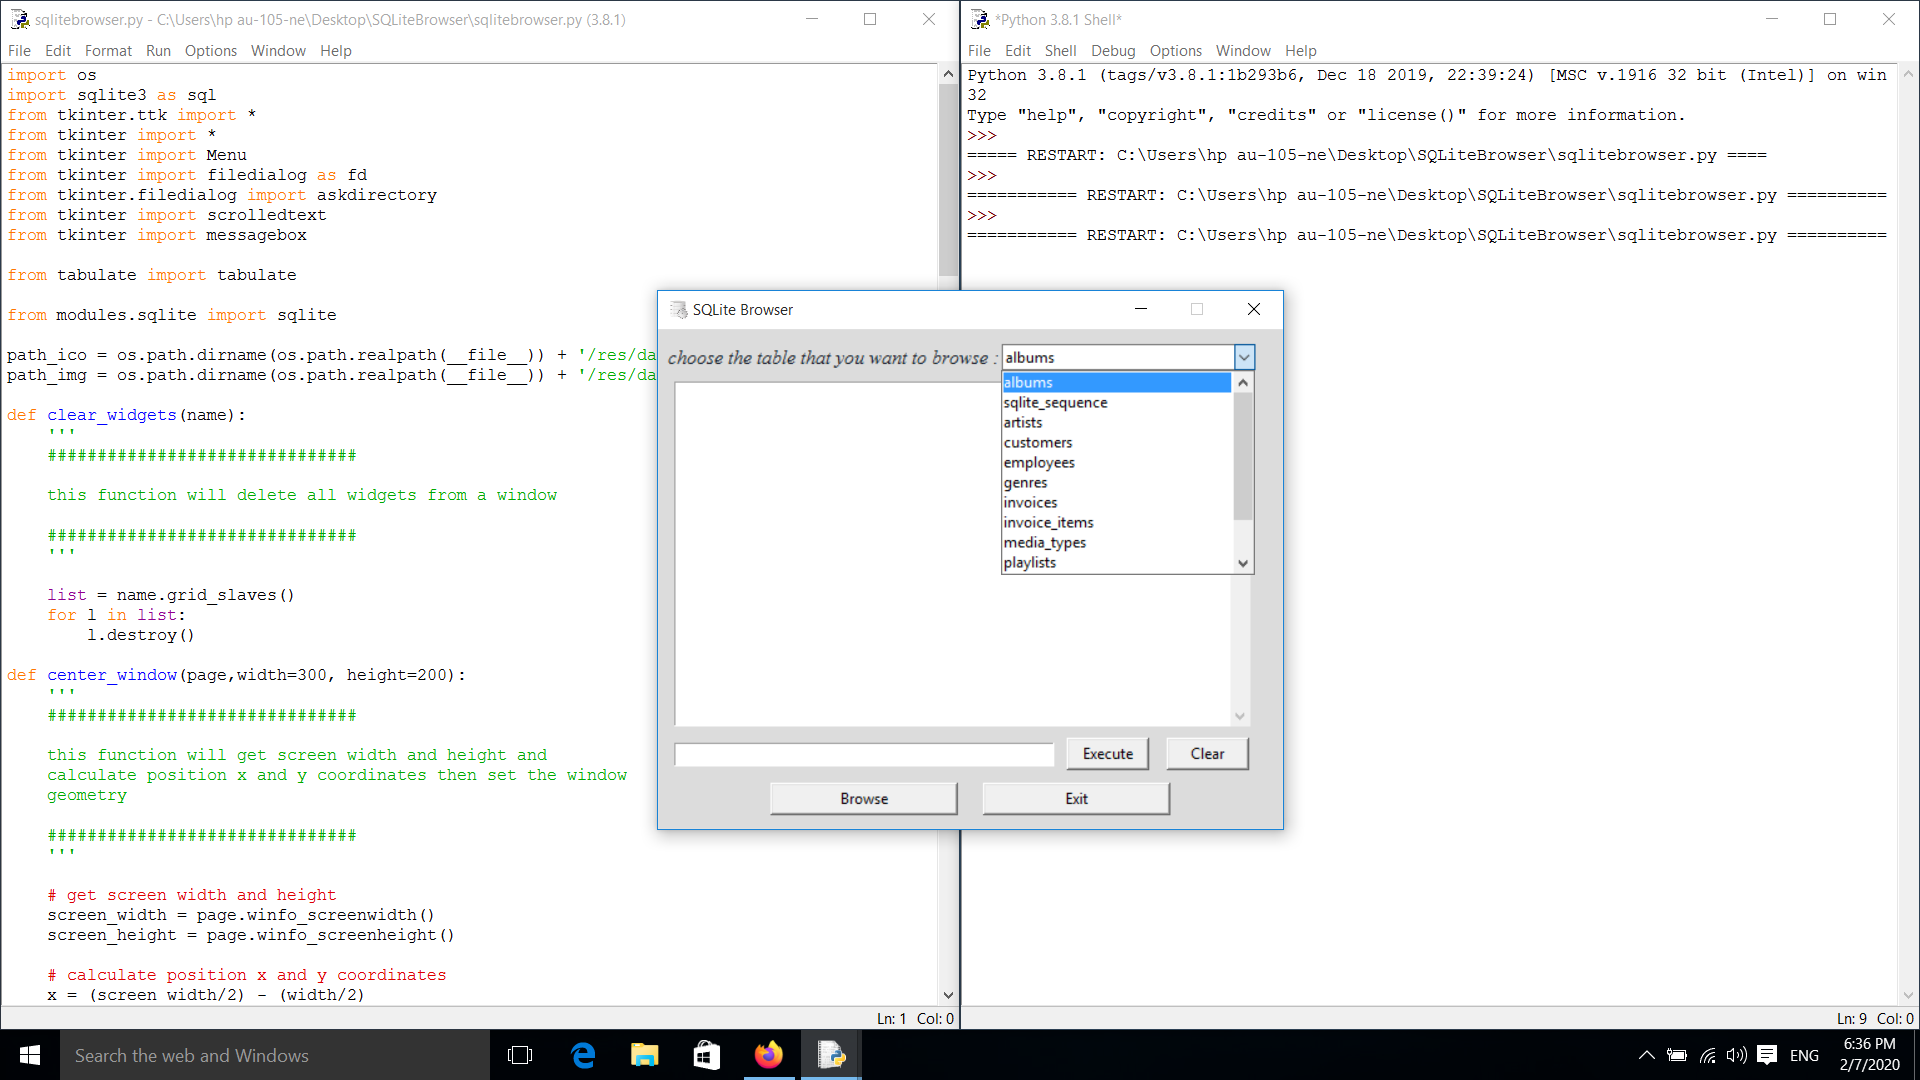 sqlitebrowser.py - C:\Users\hp au-105-ne\Desktop\SQLiteBrowser\sqlitebrowser.py (3.8.1)
File Edit Format Run Options Window Help
import os
import sqlite3 as sql
from tkinter.ttk import *
from tkinter import *
from tkinter import Menu
from tkinter import filedialog as fd
from tkinter.filedialog import askdirectory
from tkinter import scrolledtext
from tkinter import messagebox
from tabulate import tabulate
from modules.sqlite import sqlite
path_ico = os.path.dirname(os.path.realpath(__file__)) + '/res/da
path_img = os.path.dirname(os.path.realpath(__file__)) + '/res/da
def clear_widgets(name):
'''
###############################
this function will delete all widgets from a window
###############################
'''
list = name.grid_slaves()
for l in list:
l.destroy()
def center_window(page,width=300, height=200):
'''
###############################
this function will get screen width and height and
calculate position x and y coordinates then set the window
geometry
###############################
'''
# get screen width and height
screen_width = page.winfo_screenwidth()
screen_height = page.winfo_screenheight()
# calculate position x and y coordinates
x = (screen_width/2) - (width/2)
Ln: 1 Col: 0
*Python 3.8.1 Shell*
File Edit Shell Debug Options Window Help
Python 3.8.1 (tags/v3.8.1:1b293b6, Dec 18 2019, 22:39:24) [MSC v.1916 32 bit (Intel)] on win
32
Type "help", "copyright", "credits" or "license()" for more information.
>>>
===== RESTART: C:\Users\hp au-105-ne\Desktop\SQLiteBrowser\sqlitebrowser.py ====
>>>
=========== RESTART: C:\Users\hp au-105-ne\Desktop\SQLiteBrowser\sqlitebrowser.py ==========
>>>
=========== RESTART: C:\Users\hp au-105-ne\Desktop\SQLiteBrowser\sqlitebrowser.py ==========
Ln: 9 Col: 0
SQLite Browser
choose the table that you want to browse : albums
albums
sqlite_sequence
artists
customers
employees
genres
invoices
invoice_items
media_types
playlists
Execute Clear
Browse Exit
Search the web and Windows
ENG
6:36 PM
2/7/2020